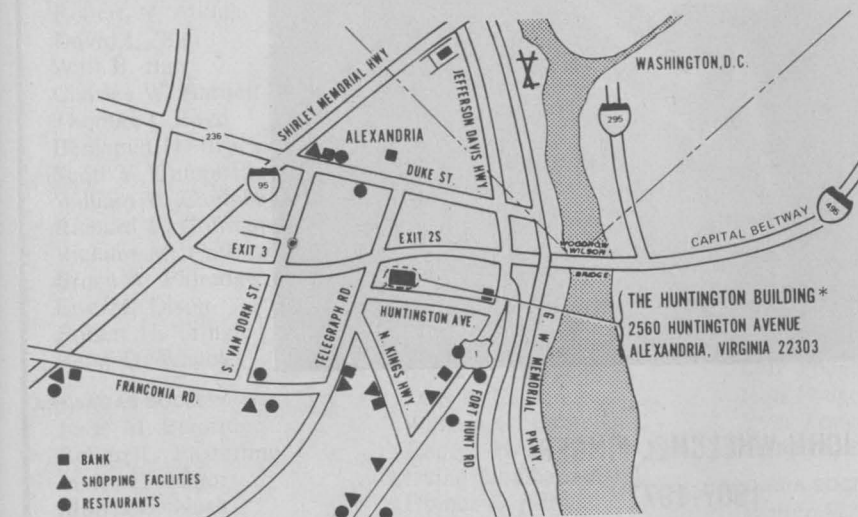 WASHINGTON, D.C.
SHIRLEY MEMORIAL HWY
JEFFERSON DAVIS HWY.
295
236
ALEXANDRIA
95
DUKE ST.
495
CAPITAL BELTWAY
EXIT 3
EXIT 2S
WOODROW
WILSON
BRIDGE
S. VAN DORN ST.
TELEGRAPH RD.
HUNTINGTON AVE.
THE HUNTINGTON BUILDING*
2560 HUNTINGTON AVENUE
ALEXANDRIA, VIRGINIA 22303
N. KINGS HWY.
1
G. W. MEMORIAL PKWY.
FORT HUNT RD.
FRANCONIA RD.
BANK
SHOPPING FACILITIES
RESTAURANTS